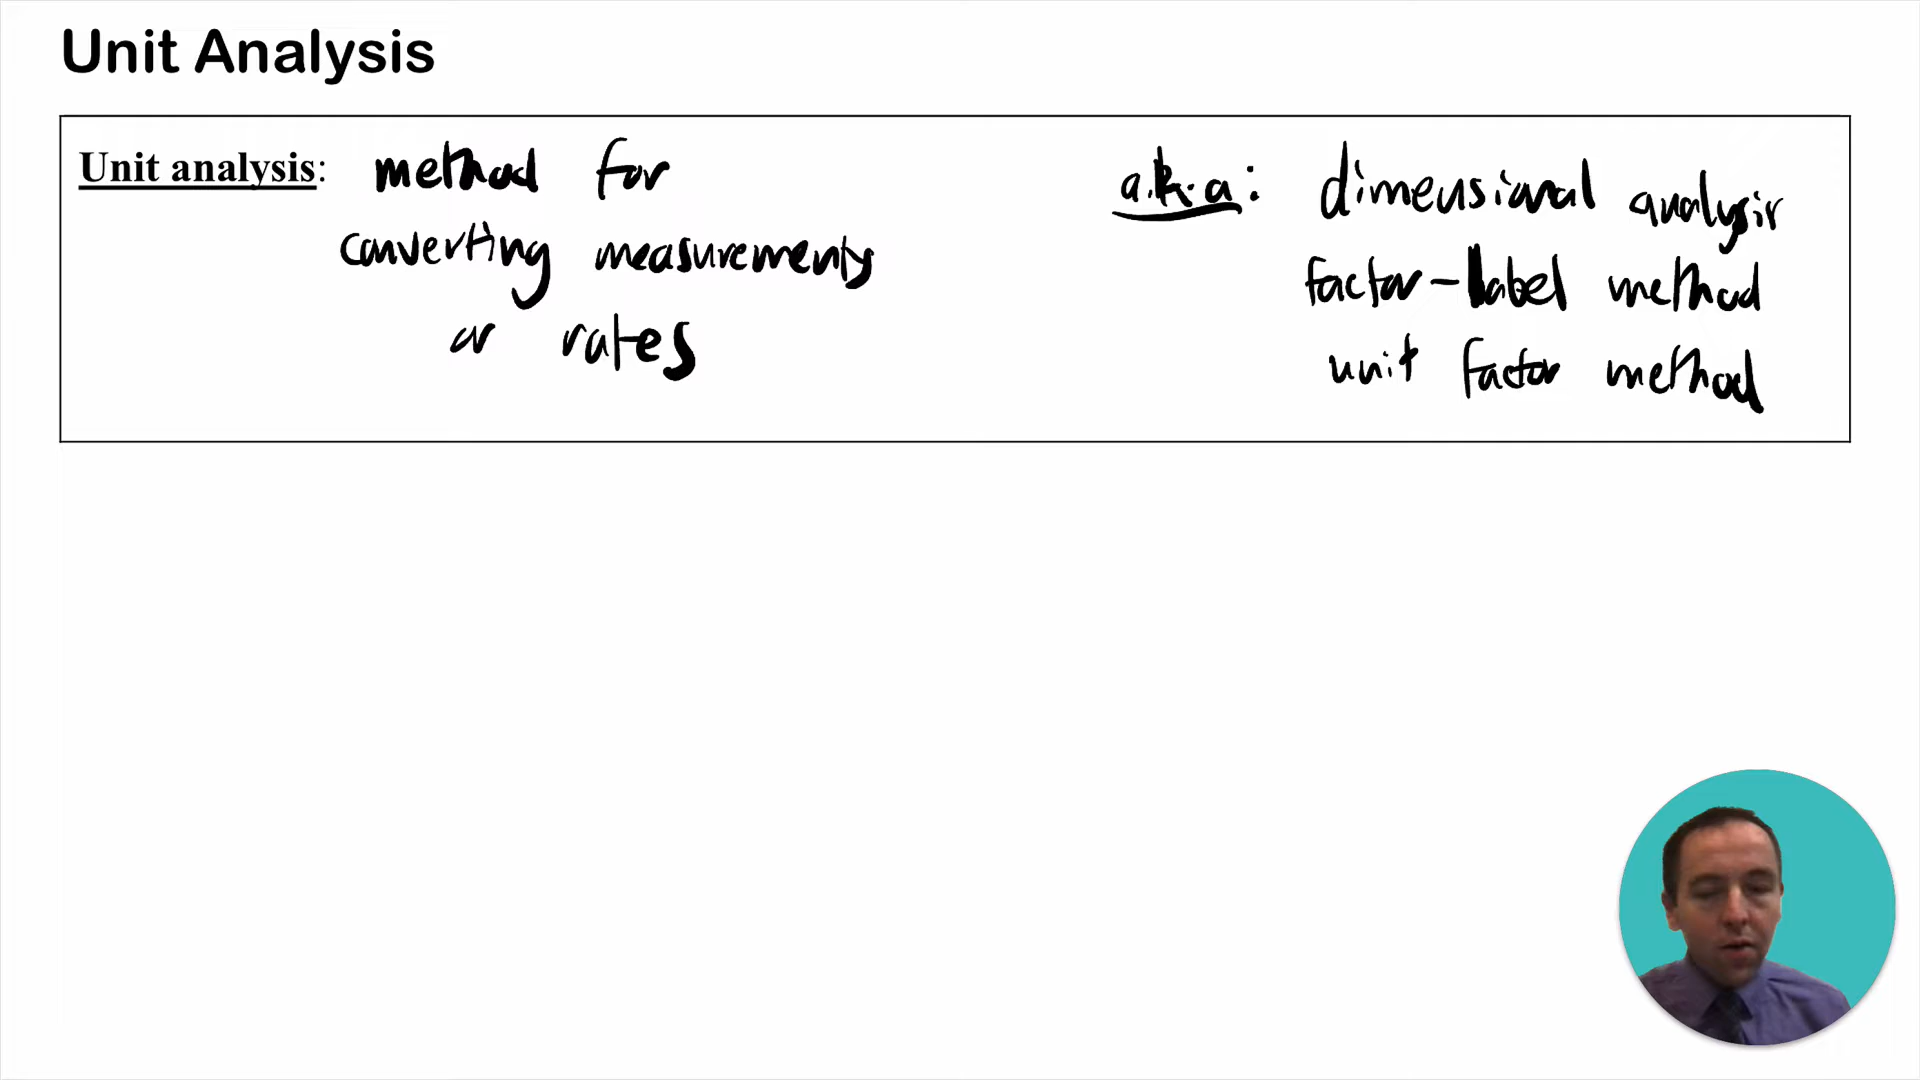 Unit Analysis
Unit analysis: method for
converting measurements
or rates
a.k.a: dimensional analysis
factor-label method
unit factor method